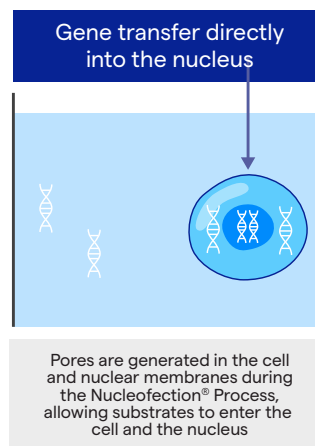 Gene transfer directly
into the nucleus
Pores are generated in the cell
and nuclear membranes during
the Nucleofection® Process,
allowing substrates to enter the
cell and the nucleus